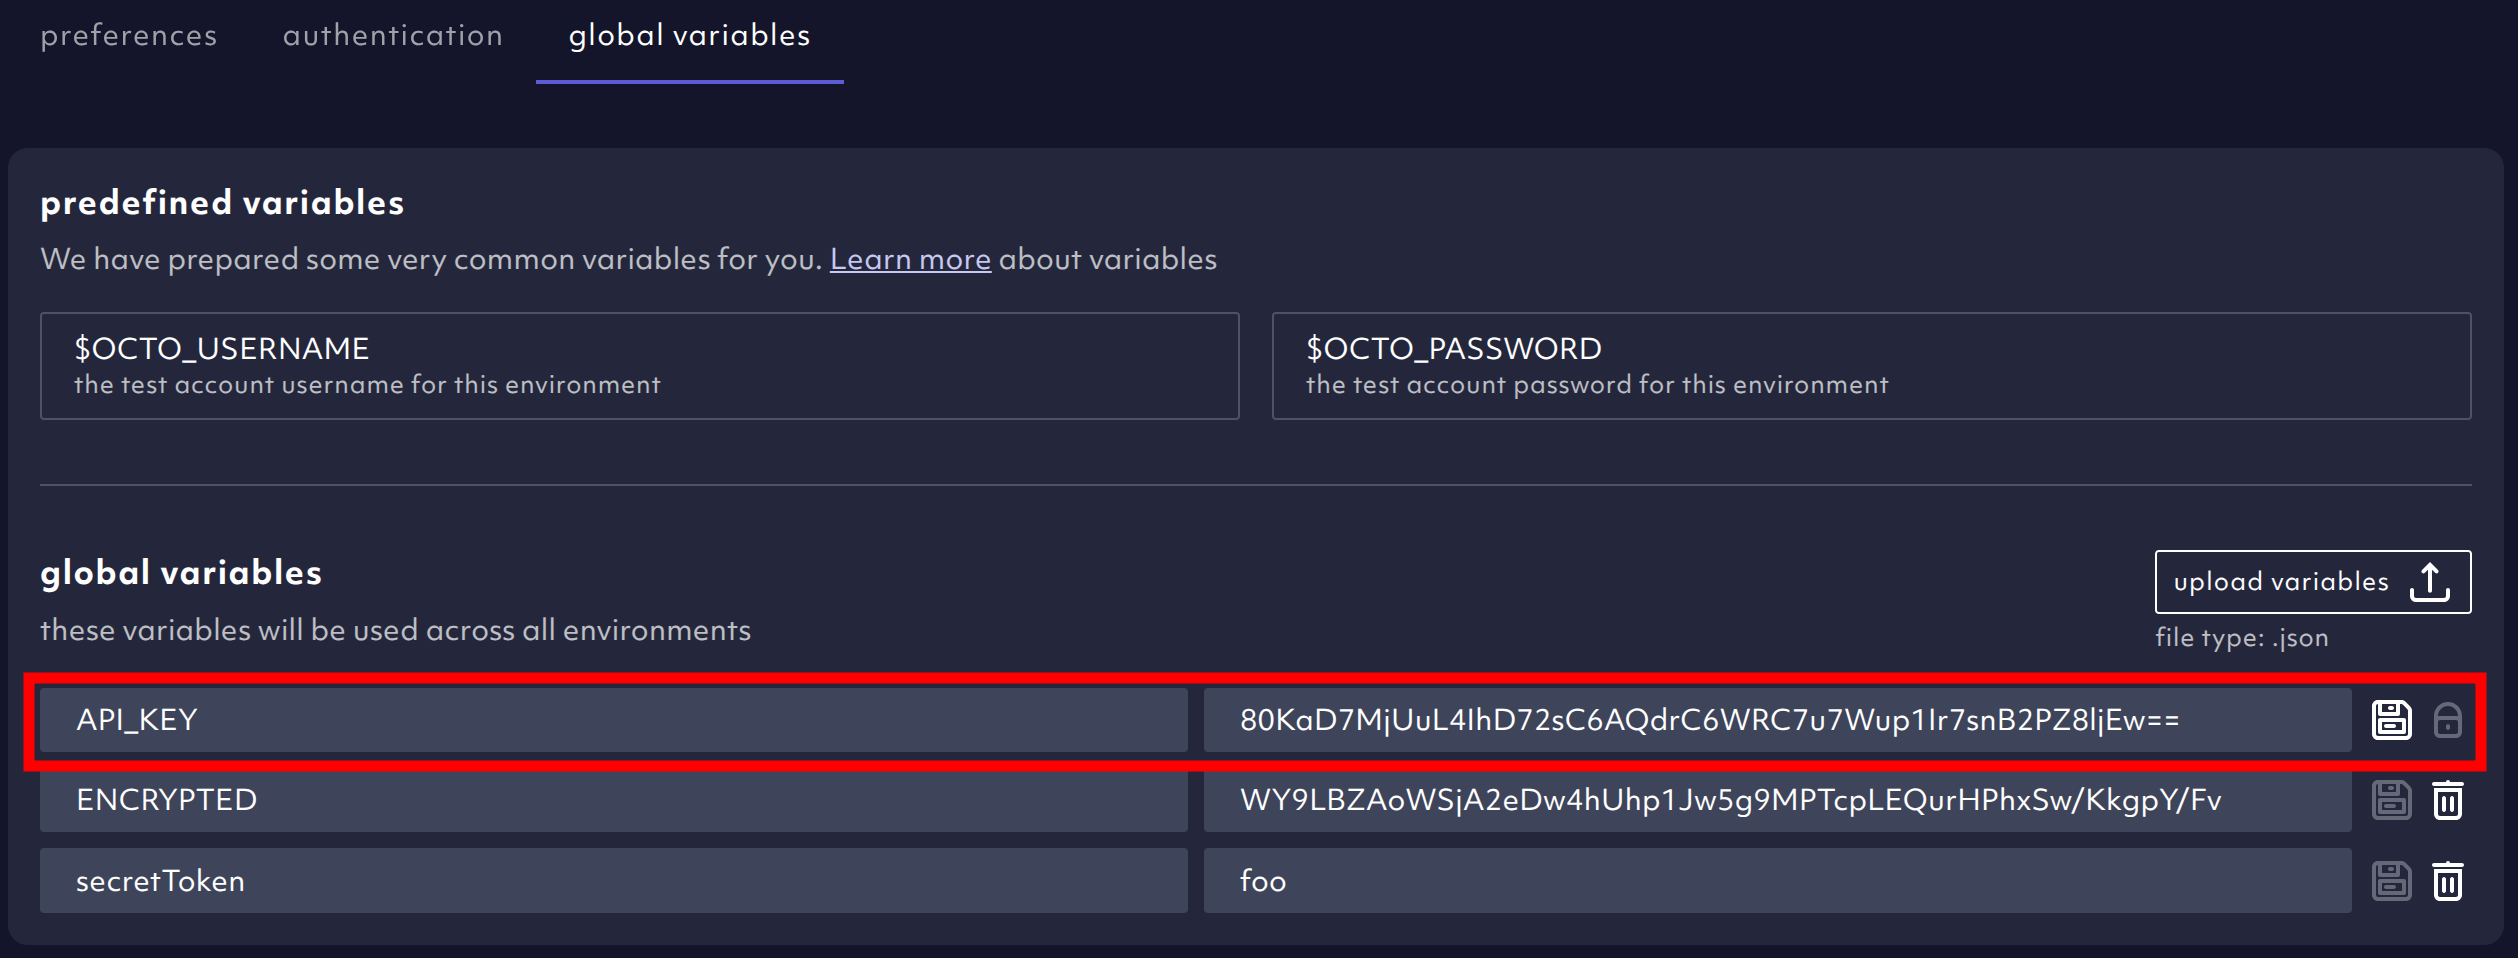 preferences authentication global variables
predefined variables
We have prepared some very common variables for you. Learn more about variables
$OCTO_USERNAME
the test account username for this environment
$OCTO_PASSWORD
the test account password for this environment
global variables
these variables will be used across all environments
upload variables
file type: .json
API_KEY 80KaD7MjUuL4IhD72sC6AQdrC6WRC7u7Wup1Ir7snB2PZ8ljEw==
ENCRYPTED WY9LBZAoWSjA2eDw4hUhp1Jw5g9MPTcpLEQurHPhxSw/KkgpY/Fv
secretToken foo